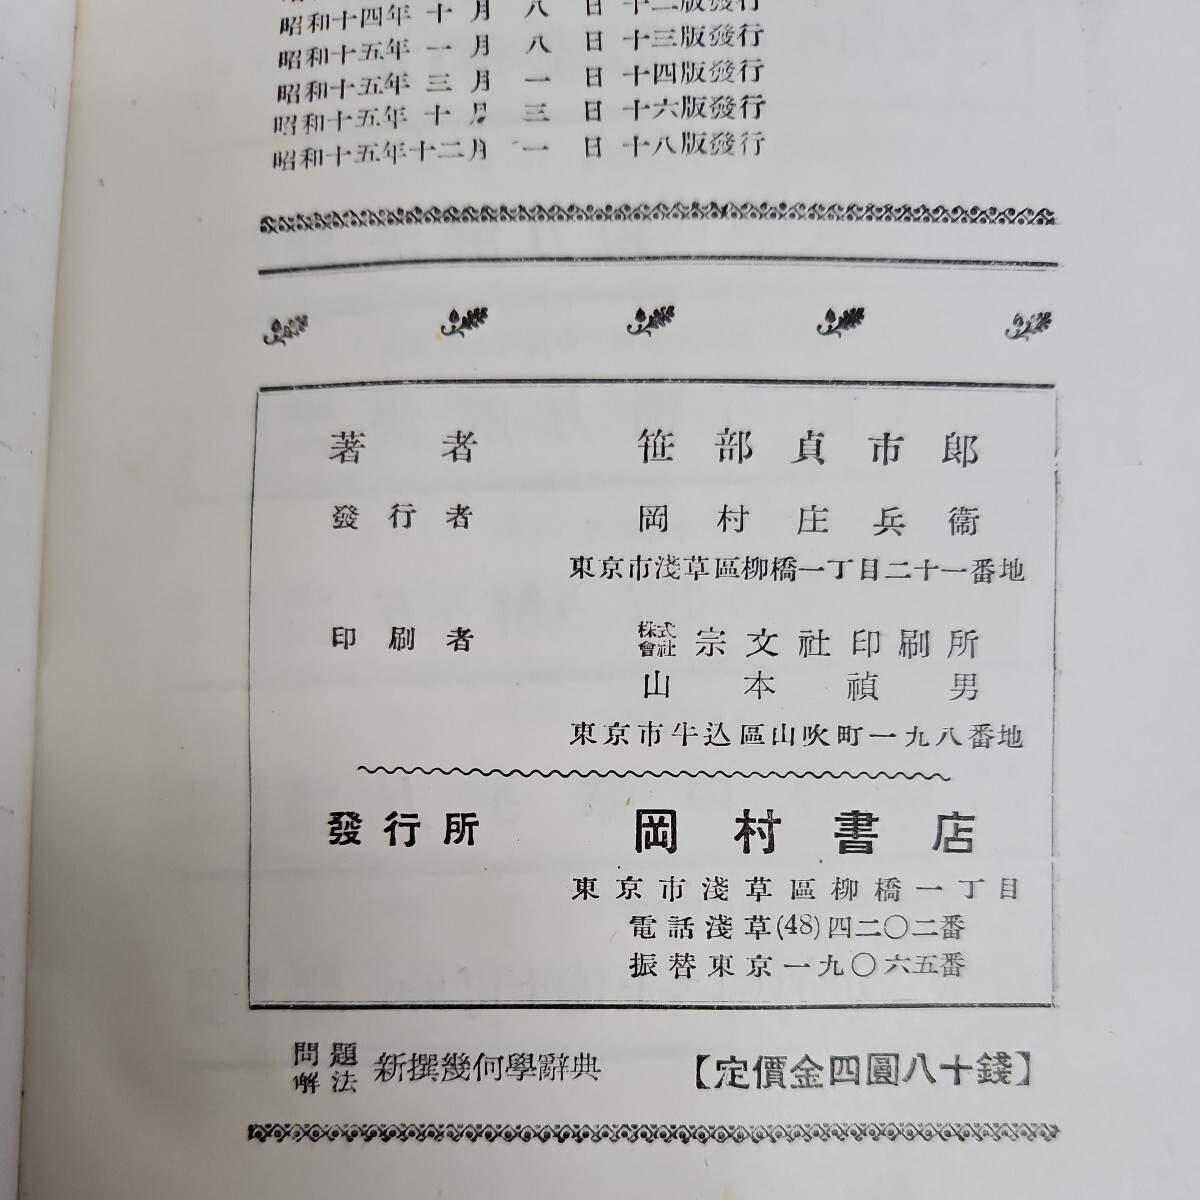 昭和十四年十月八日十二版發行
昭和十五年一月八日十三版發行
昭和十五年三月一日十四版發行
昭和十五年十月三日十六版發行
昭和十五年十二月一日十八版發行
著者 笹部貞市郎
發行者 岡村庄兵衞
東京市淺草區柳橋一丁目二十一番地
印刷者 株式會社 宗文社印刷所
山本禎男
東京市牛込區山吹町一九八番地
發行所 岡村書店
東京市淺草區柳橋一丁目
電話淺草(48)四二〇二番
振替東京一九〇六五番
問題解法 新撰幾何學辭典 【定價金四圓八十錢】